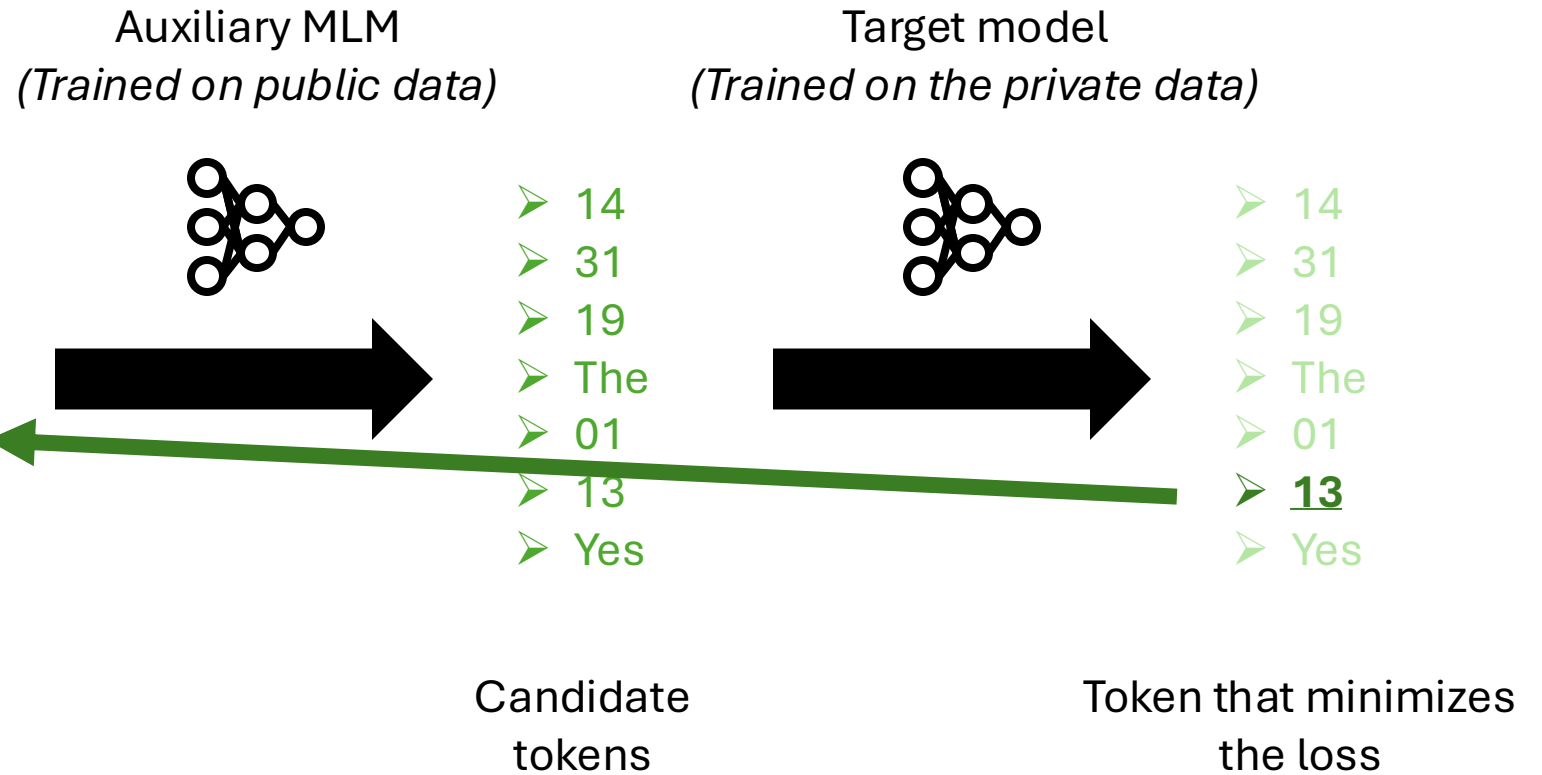 Auxiliary MLM
(Trained on public data)
Target model
(Trained on the private data)
14
31
19
The
01
13
Yes
14
31
19
The
01
13
Yes
Candidate
tokens
Token that minimizes
the loss